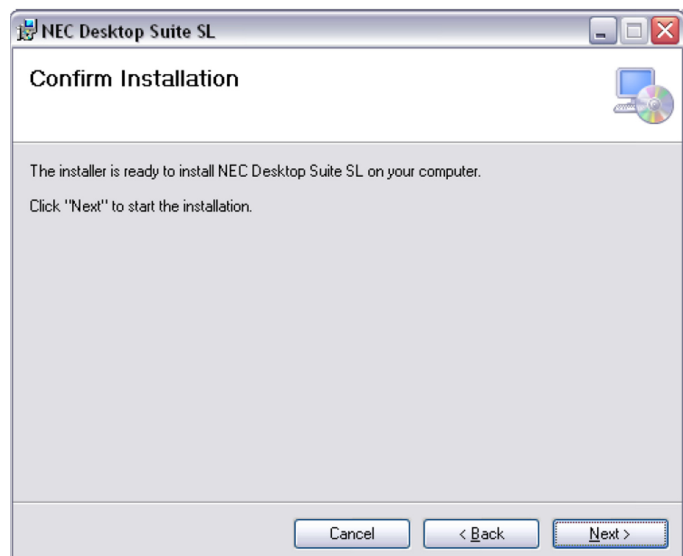 NEC Desktop Suite SL
Confirm Installation
The installer is ready to install NEC Desktop Suite SL on your computer.
Click "Next" to start the installation.
Cancel
< Back
Next >